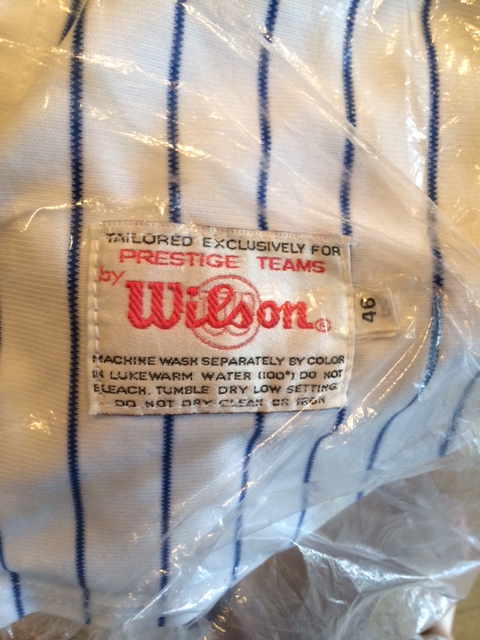 TAILORED EXCLUSIVELY FOR
PRESTIGE TEAMS
by
Wilson®
46
MACHINE WASH SEPARATELY BY COLOR
IN LUKEWARM WATER (100°) DO NOT
BLEACH, TUMBLE DRY LOW SETTING
DO NOT DRY CLEAN OR IRON